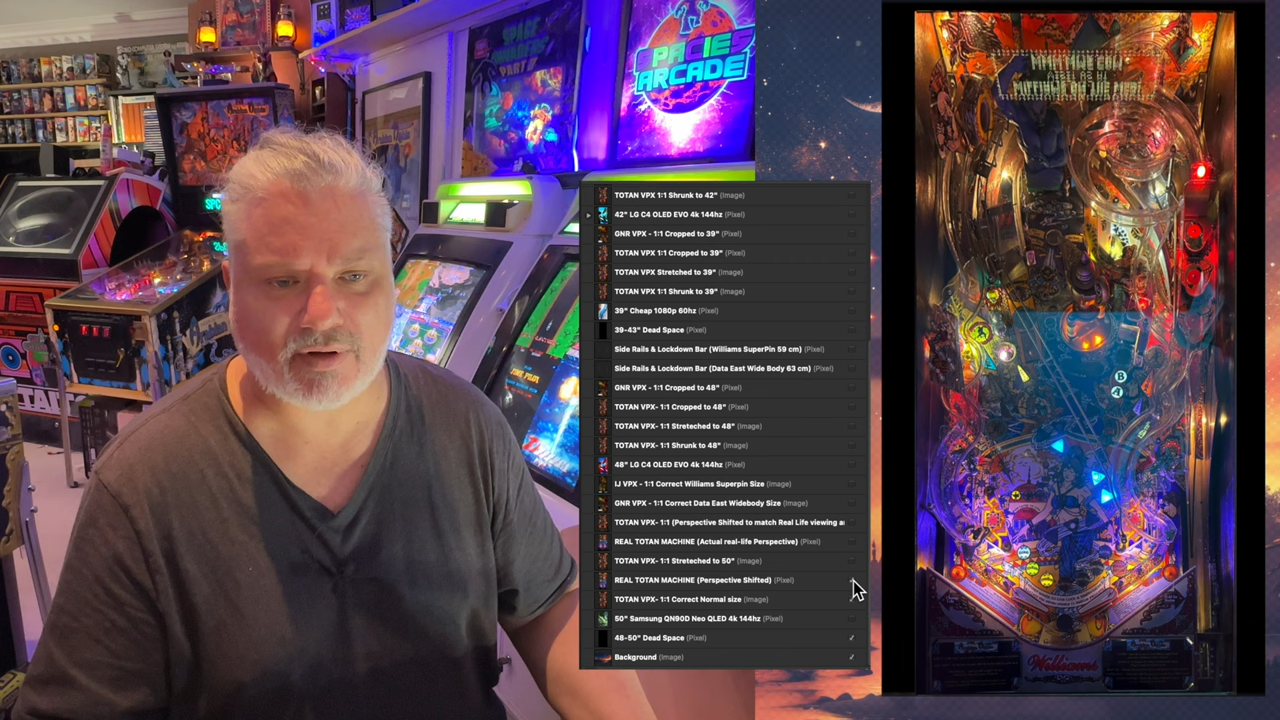 SPACE
INVADERS
PART II
SPACIES
ARCADE
TOTAN VPX 1:1 Shrunk to 42" (Image)
42" LG C4 OLED EVO 4k 144hz (Pixel)
GNR VPX - 1:1 Cropped to 39" (Pixel)
TOTAN VPX 1:1 Cropped to 39" (Pixel)
TOTAN VPX Stretched to 39" (Image)
TOTAN VPX 1:1 Shrunk to 39" (Image)
39" Cheap 1080p 60hz (Pixel)
39-43" Dead Space (Pixel)
Side Rails & Lockdown Bar (Williams SuperPin 59 cm) (Pixel)
Side Rails & Lockdown Bar (Data East Wide Body 63 cm) (Pixel)
GNR VPX - 1:1 Cropped to 48" (Pixel)
TOTAN VPX- 1:1 Cropped to 48" (Pixel)
TOTAN VPX- 1:1 Streteched to 48" (Image)
TOTAN VPX- 1:1 Shrunk to 48" (Image)
48" LG C4 OLED EVO 4k 144hz (Pixel)
IJ VPX - 1:1 Correct Williams Superpin Size (Image)
GNR VPX - 1:1 Correct Data East Widebody Size (Image)
TOTAN VPX- 1:1 (Perspective Shifted to match Real Life viewing ar
REAL TOTAN MACHINE (Actual real-life Perspective) (Pixel)
TOTAN VPX- 1:1 Streteched to 50" (Image)
REAL TOTAN MACHINE (Perspective Shifted) (Pixel)
TOTAN VPX- 1:1 Correct Normal size (Image)
50" Samsung QN90D Neo QLED 4k 144hz (Pixel)
48-50" Dead Space (Pixel)
Background (Image)
B
A
Williams